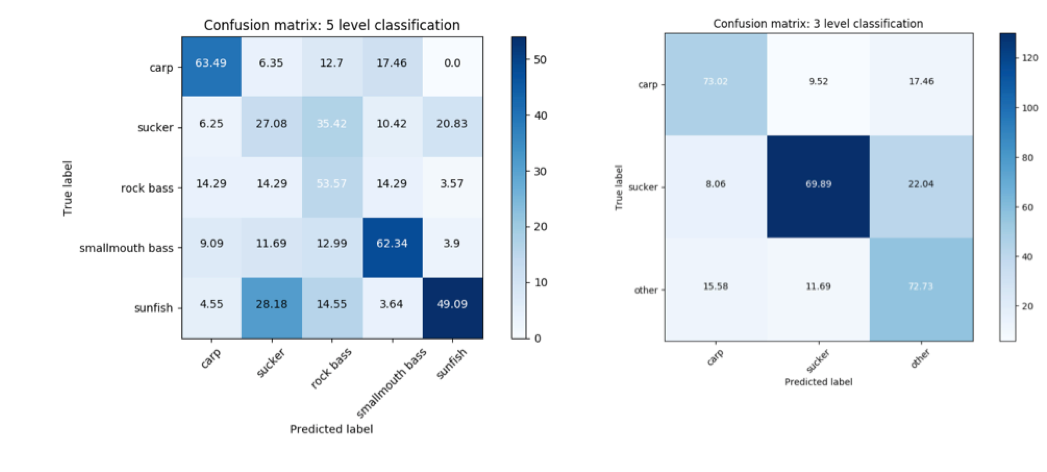 Confusion matrix: 5 level classification
True label
carp 63.49 6.35 12.7 17.46 0.0
sucker 6.25 27.08 35.42 10.42 20.83
rock bass 14.29 14.29 53.57 14.29 3.57
smallmouth bass 9.09 11.69 12.99 62.34 3.9
sunfish 4.55 28.18 14.55 3.64 49.09
carp sucker rock bass smallmouth bass sunfish
Predicted label
50
40
30
20
10
0
Confusion matrix: 3 level classification
True label
carp 73.02 9.52 17.46
sucker 8.06 69.89 22.04
other 15.58 11.69 72.73
carp sucker other
Predicted label
120
100
80
60
40
20